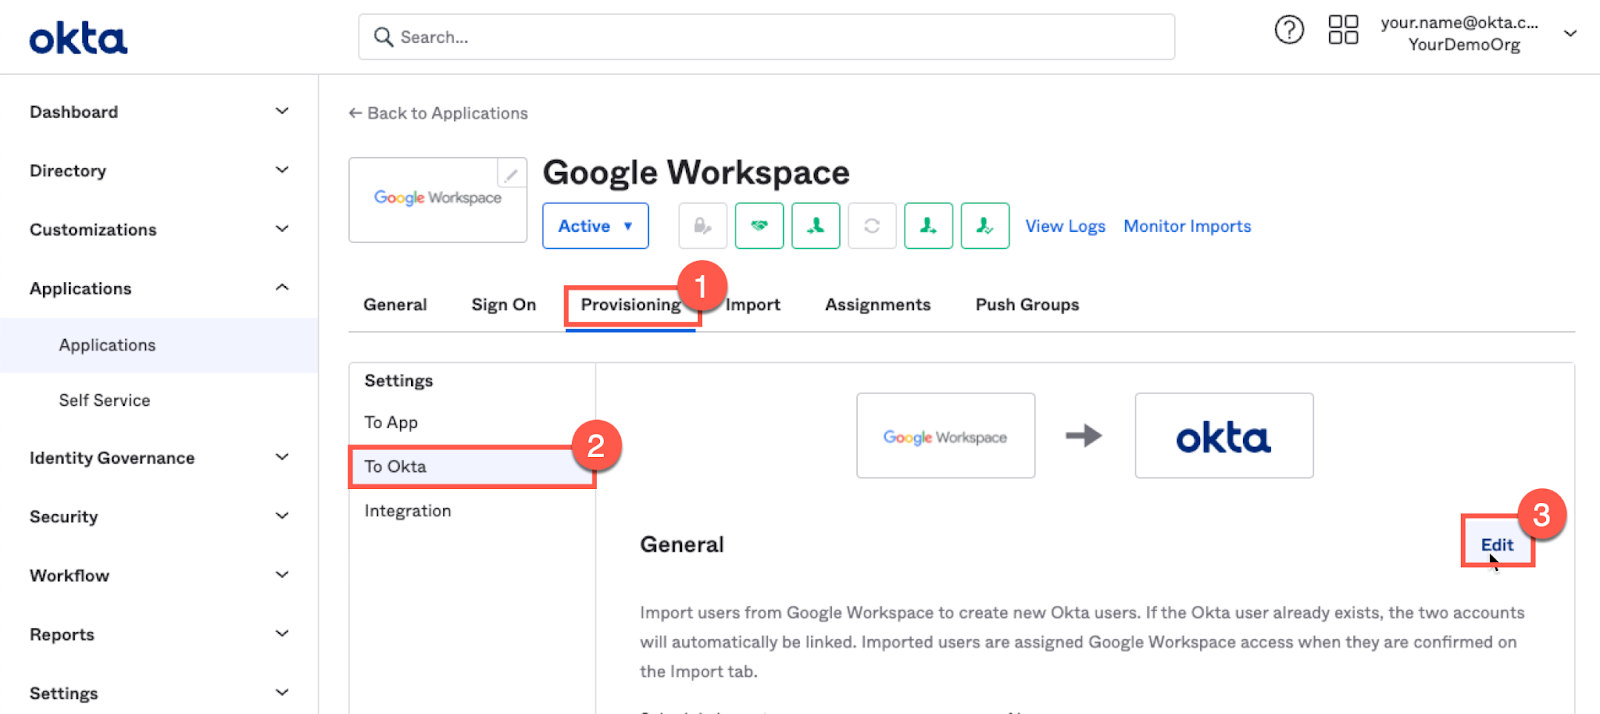 okta
Search...
your.name@okta.c...
YourDemoOrg
Dashboard
Directory
Customizations
Applications
Applications
Self Service
Identity Governance
Security
Workflow
Reports
Settings
← Back to Applications
Google Workspace
Google Workspace
Active
View Logs
Monitor Imports
General
Sign On
Provisioning
1
Import
Assignments
Push Groups
Settings
To App
To Okta
2
Integration
Google Workspace
okta
General
Edit
3
Import users from Google Workspace to create new Okta users. If the Okta user already exists, the two accounts
will automatically be linked. Imported users are assigned Google Workspace access when they are confirmed on
the Import tab.